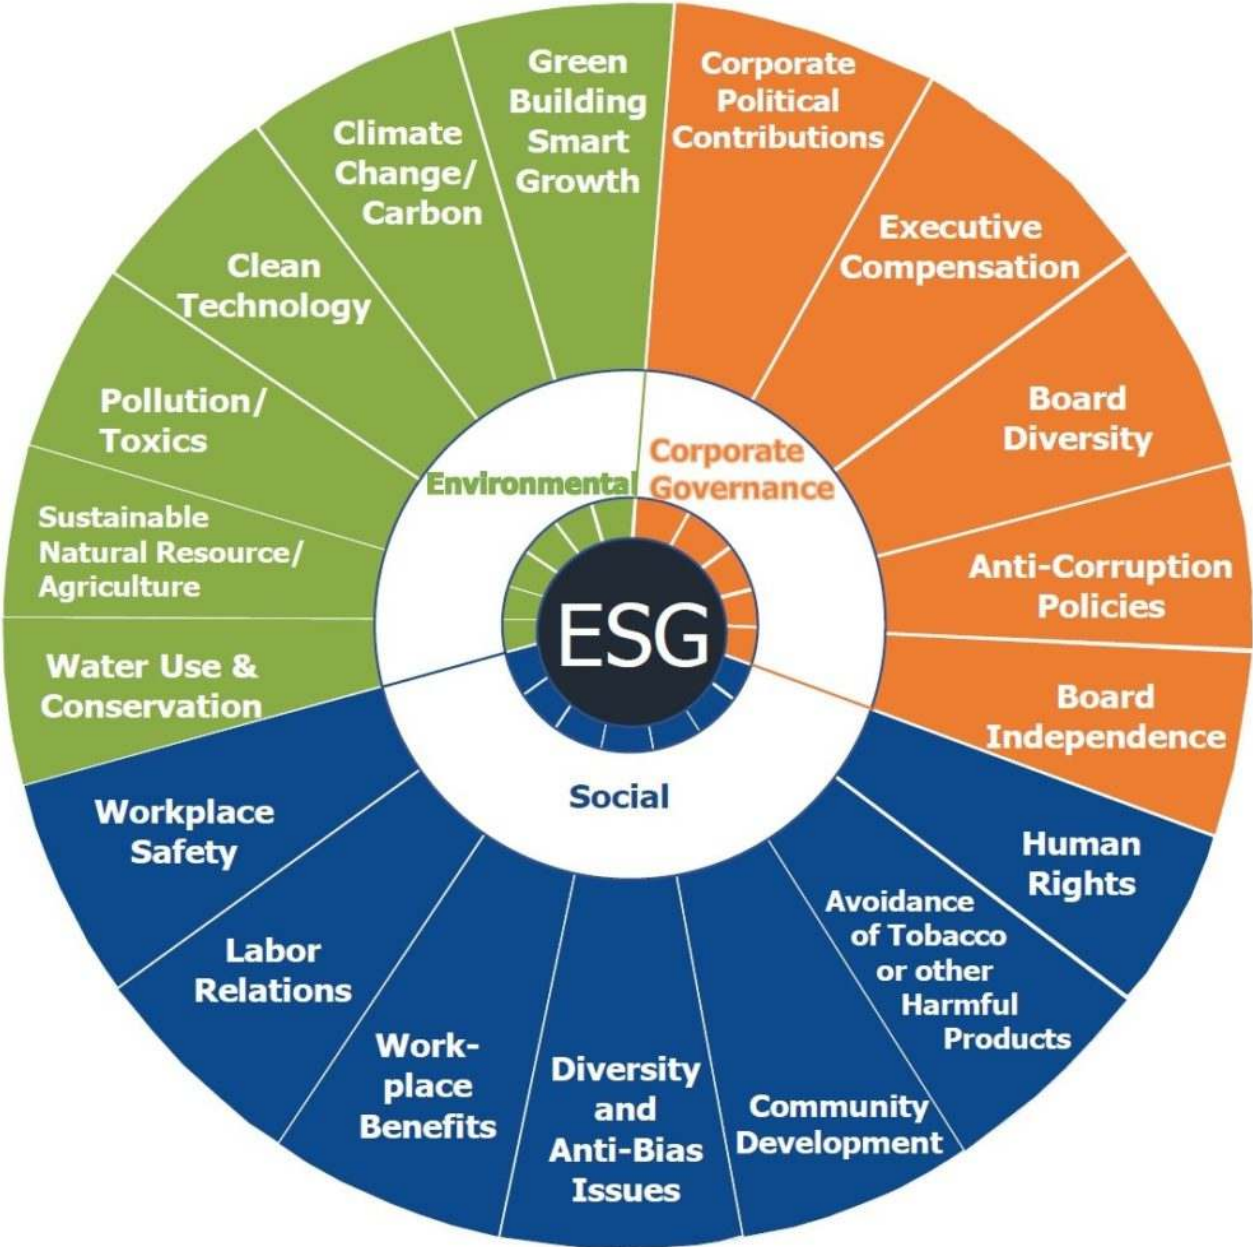 Green
Building
Smart
Growth
Corporate
Political
Contributions
Executive
Compensation
Board
Diversity
Anti-Corruption
Policies
Board
Independence
Human
Rights
Avoidance
of Tobacco
or other
Harmful
Products
Community
Development
Diversity
and
Anti-Bias
Issues
Work-
place
Benefits
Labor
Relations
Workplace
Safety
Water Use &
Conservation
Sustainable
Natural Resource/
Agriculture
Pollution/
Toxics
Clean
Technology
Climate
Change/
Carbon
Environmental
Corporate
Governance
Social
ESG